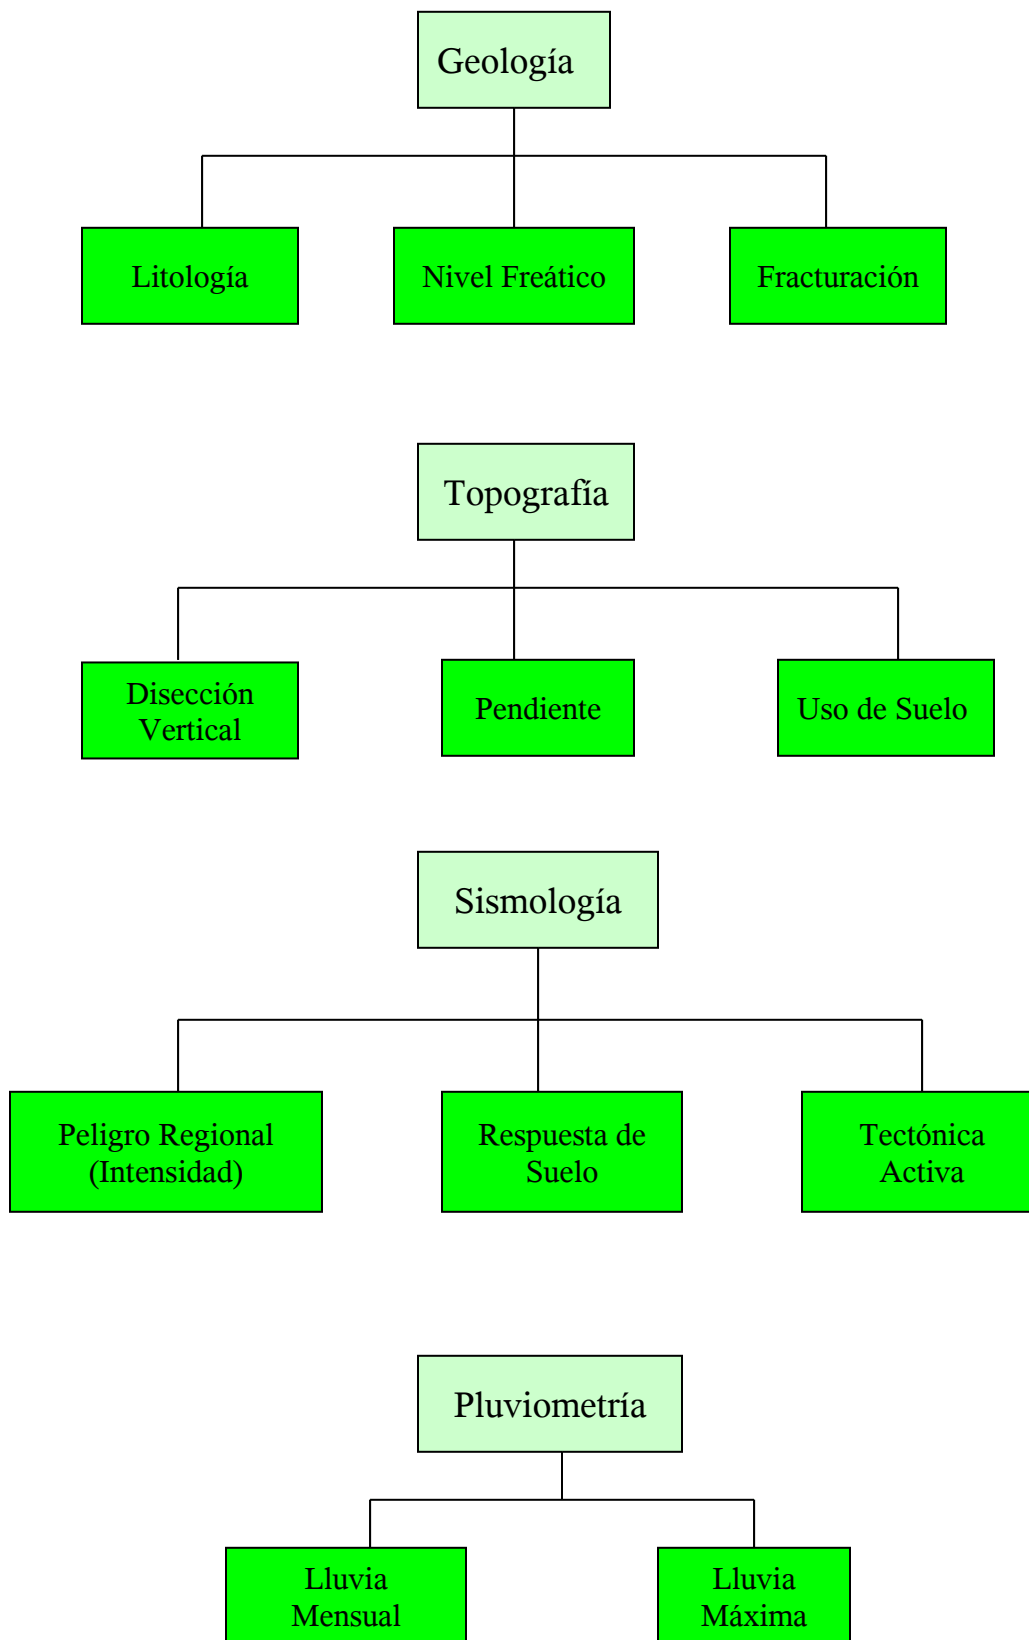 Geología
Litología
Nivel Freático
Fracturación
Topografía
Disección
Vertical
Pendiente
Uso de Suelo
Sismología
Peligro Regional
(Intensidad)
Respuesta de
Suelo
Tectónica
Activa
Pluviometría
Lluvia
Mensual
Lluvia
Máxima